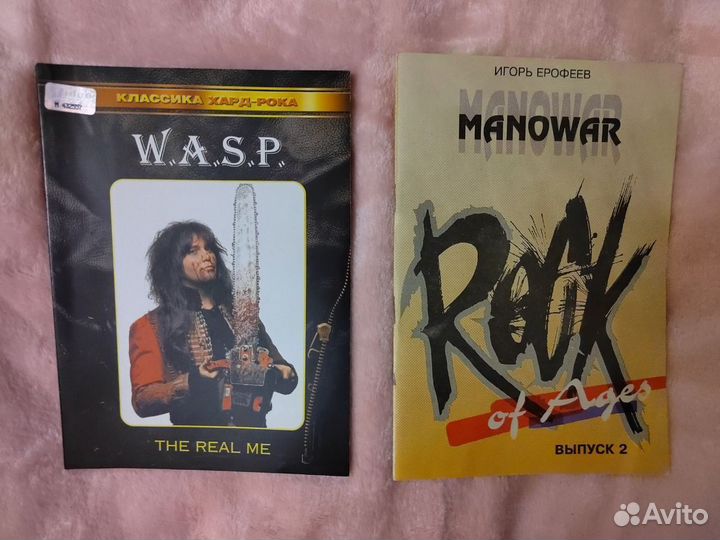 КЛАССИКА ХАРД-РОКА
W.A.S.P.
THE REAL ME
ИГОРЬ ЕРОФЕЕВ
MANOWAR
MANOWAR
ROCK
of Ages
ВЫПУСК 2
Avito